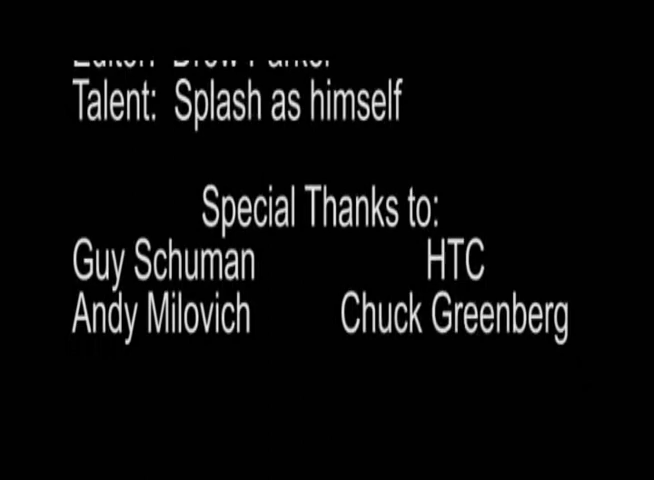 Talent: Splash as himself
Special Thanks to:
Guy Schuman HTC
Andy Milovich Chuck Greenberg